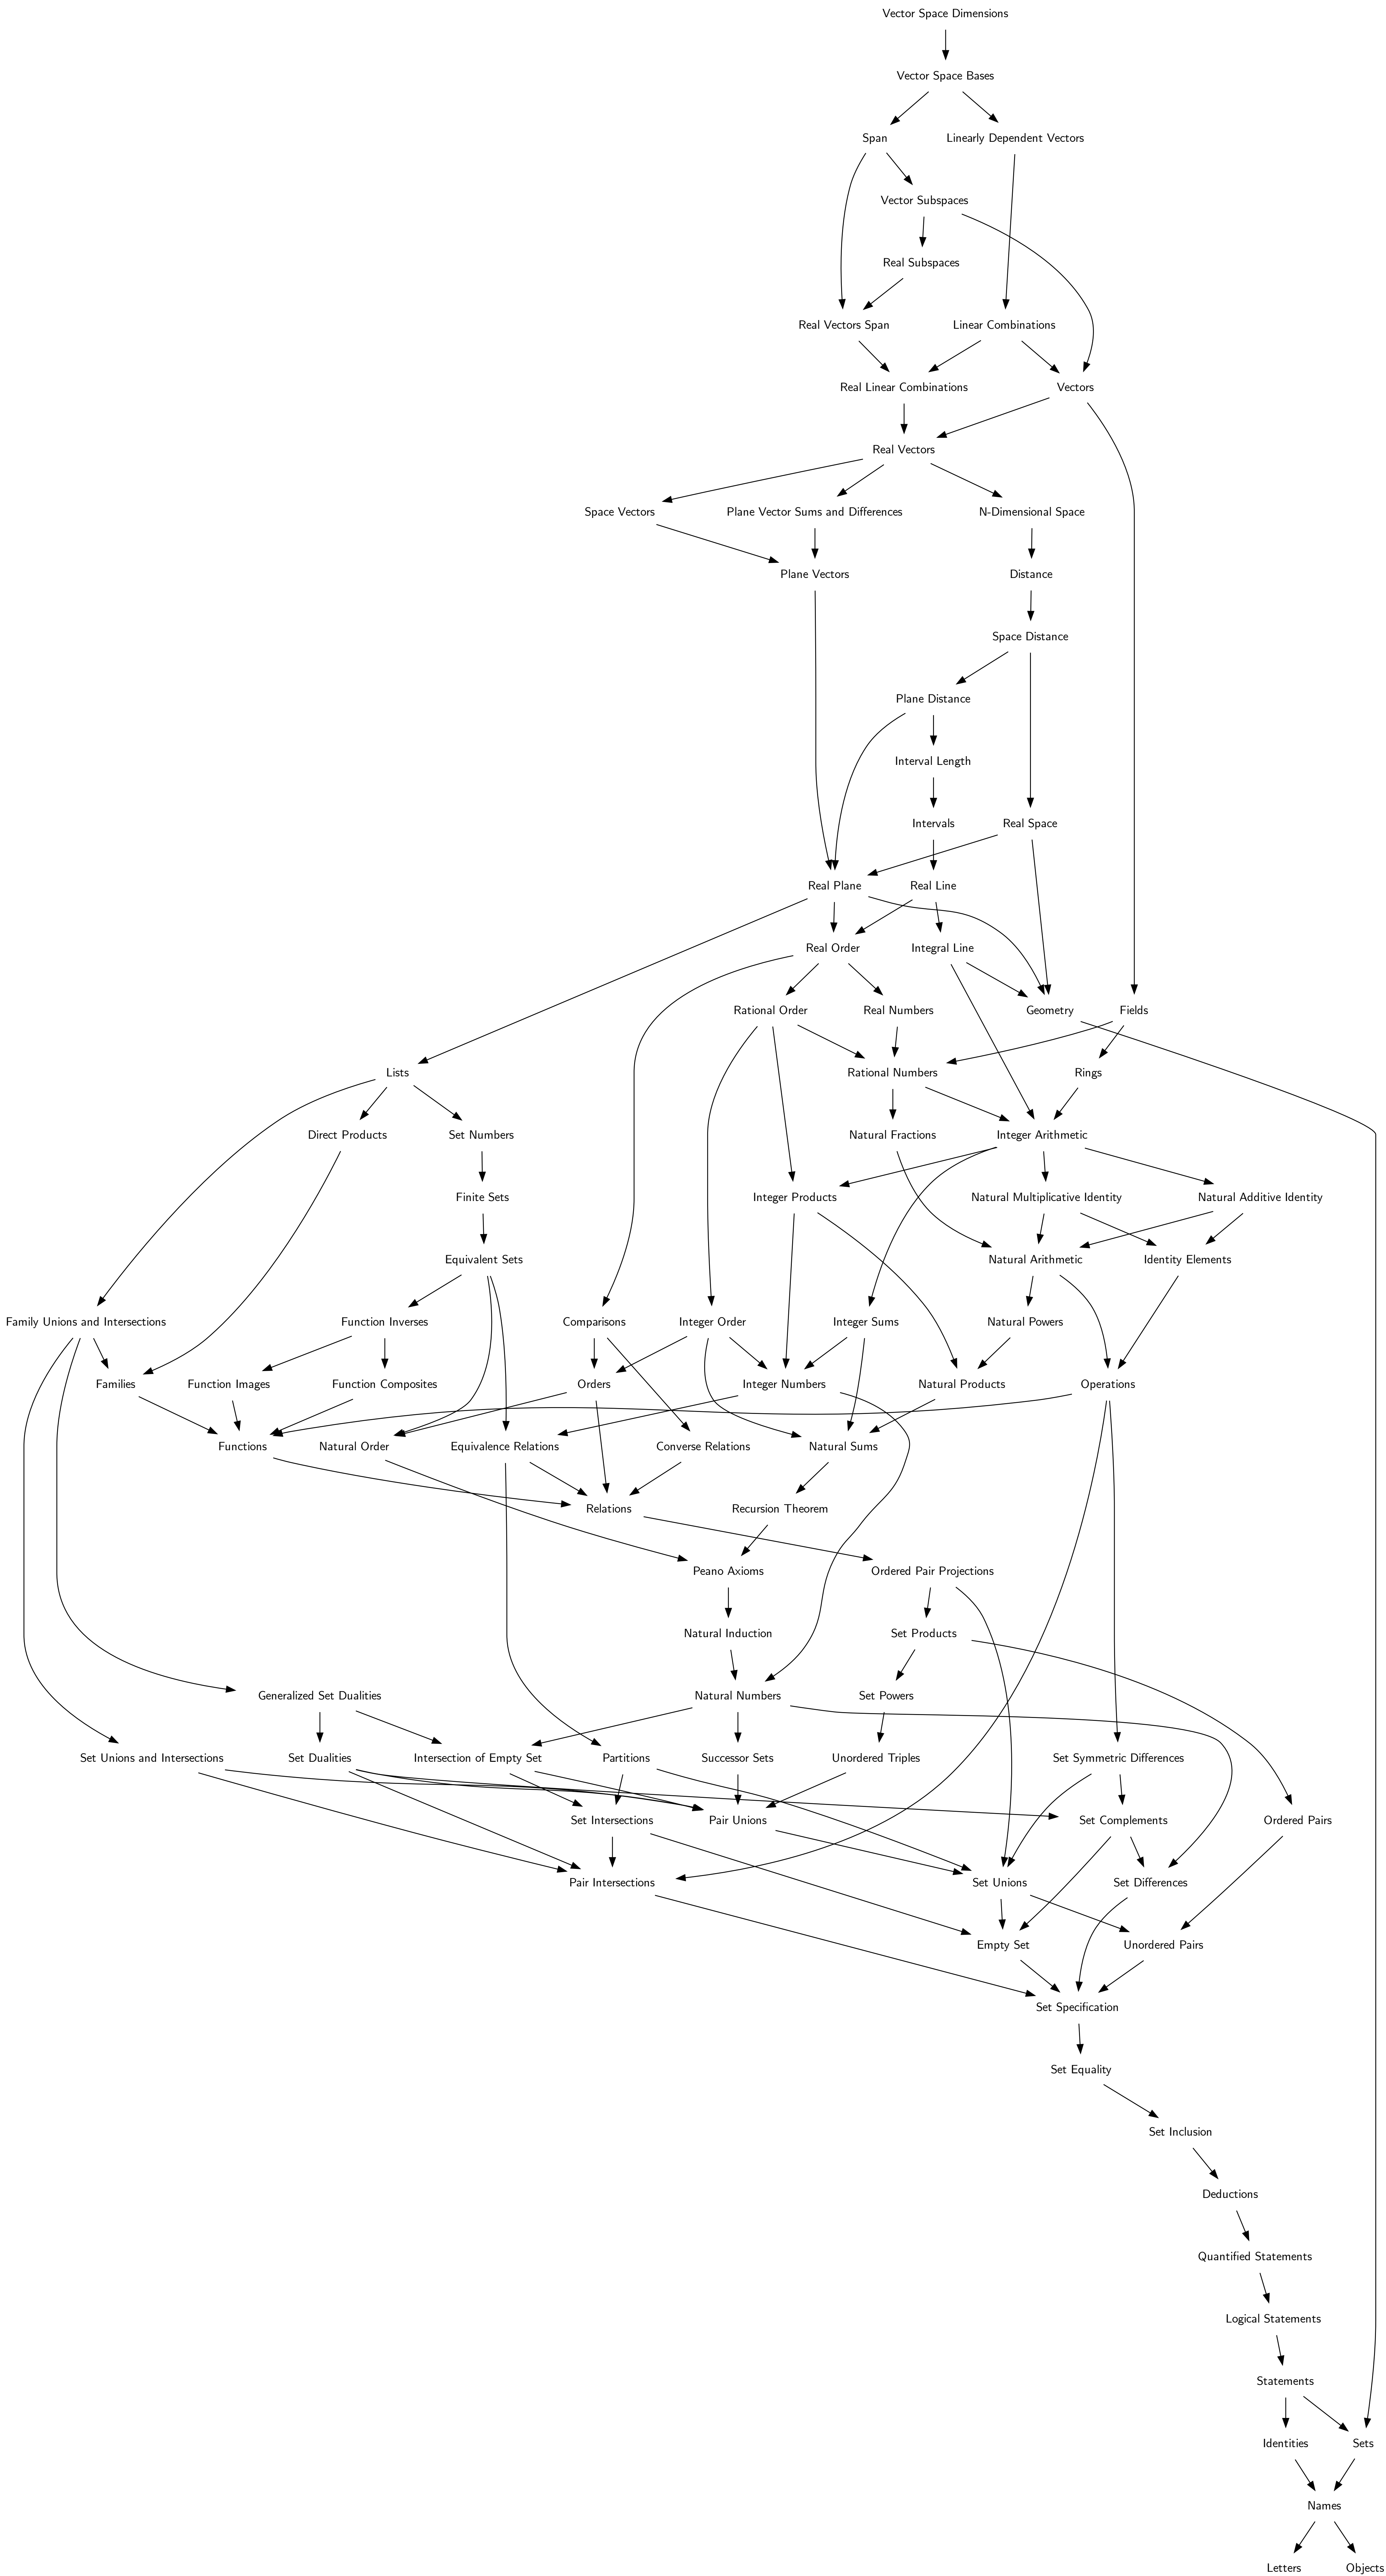 Vector Space Dimensions
Vector Space Bases
Span
Linearly Dependent Vectors
Vector Subspaces
Real Subspaces
Real Vectors Span
Linear Combinations
Real Linear Combinations
Vectors
Real Vectors
Space Vectors
Plane Vector Sums and Differences
N-Dimensional Space
Plane Vectors
Distance
Space Distance
Plane Distance
Interval Length
Intervals
Real Space
Real Plane
Real Line
Real Order
Integral Line
Rational Order
Real Numbers
Geometry
Fields
Lists
Rational Numbers
Rings
Direct Products
Set Numbers
Natural Fractions
Integer Arithmetic
Finite Sets
Integer Products
Natural Multiplicative Identity
Natural Additive Identity
Equivalent Sets
Natural Arithmetic
Identity Elements
Family Unions and Intersections
Function Inverses
Comparisons
Integer Order
Integer Sums
Natural Powers
Families
Function Images
Function Composites
Orders
Integer Numbers
Natural Products
Operations
Functions
Natural Order
Equivalence Relations
Converse Relations
Natural Sums
Relations
Recursion Theorem
Peano Axioms
Ordered Pair Projections
Natural Induction
Set Products
Generalized Set Dualities
Natural Numbers
Set Powers
Set Unions and Intersections
Set Dualities
Intersection of Empty Set
Partitions
Successor Sets
Unordered Triples
Set Symmetric Differences
Set Intersections
Pair Unions
Set Complements
Ordered Pairs
Pair Intersections
Set Unions
Set Differences
Empty Set
Unordered Pairs
Set Specification
Set Equality
Set Inclusion
Deductions
Quantified Statements
Logical Statements
Statements
Identities
Sets
Names
Letters
Objects